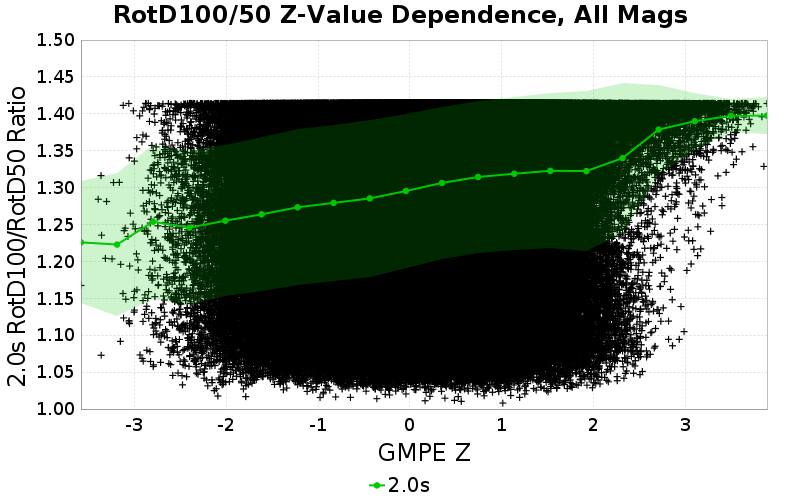 RotD100/50 Z-Value Dependence, All Mags
2.0s RotD100/RotD50 Ratio
1.50
1.45
1.40
1.35
1.30
1.25
1.20
1.15
1.10
1.05
1.00
-3 -2 -1 0 1 2 3
GMPE Z
2.0s